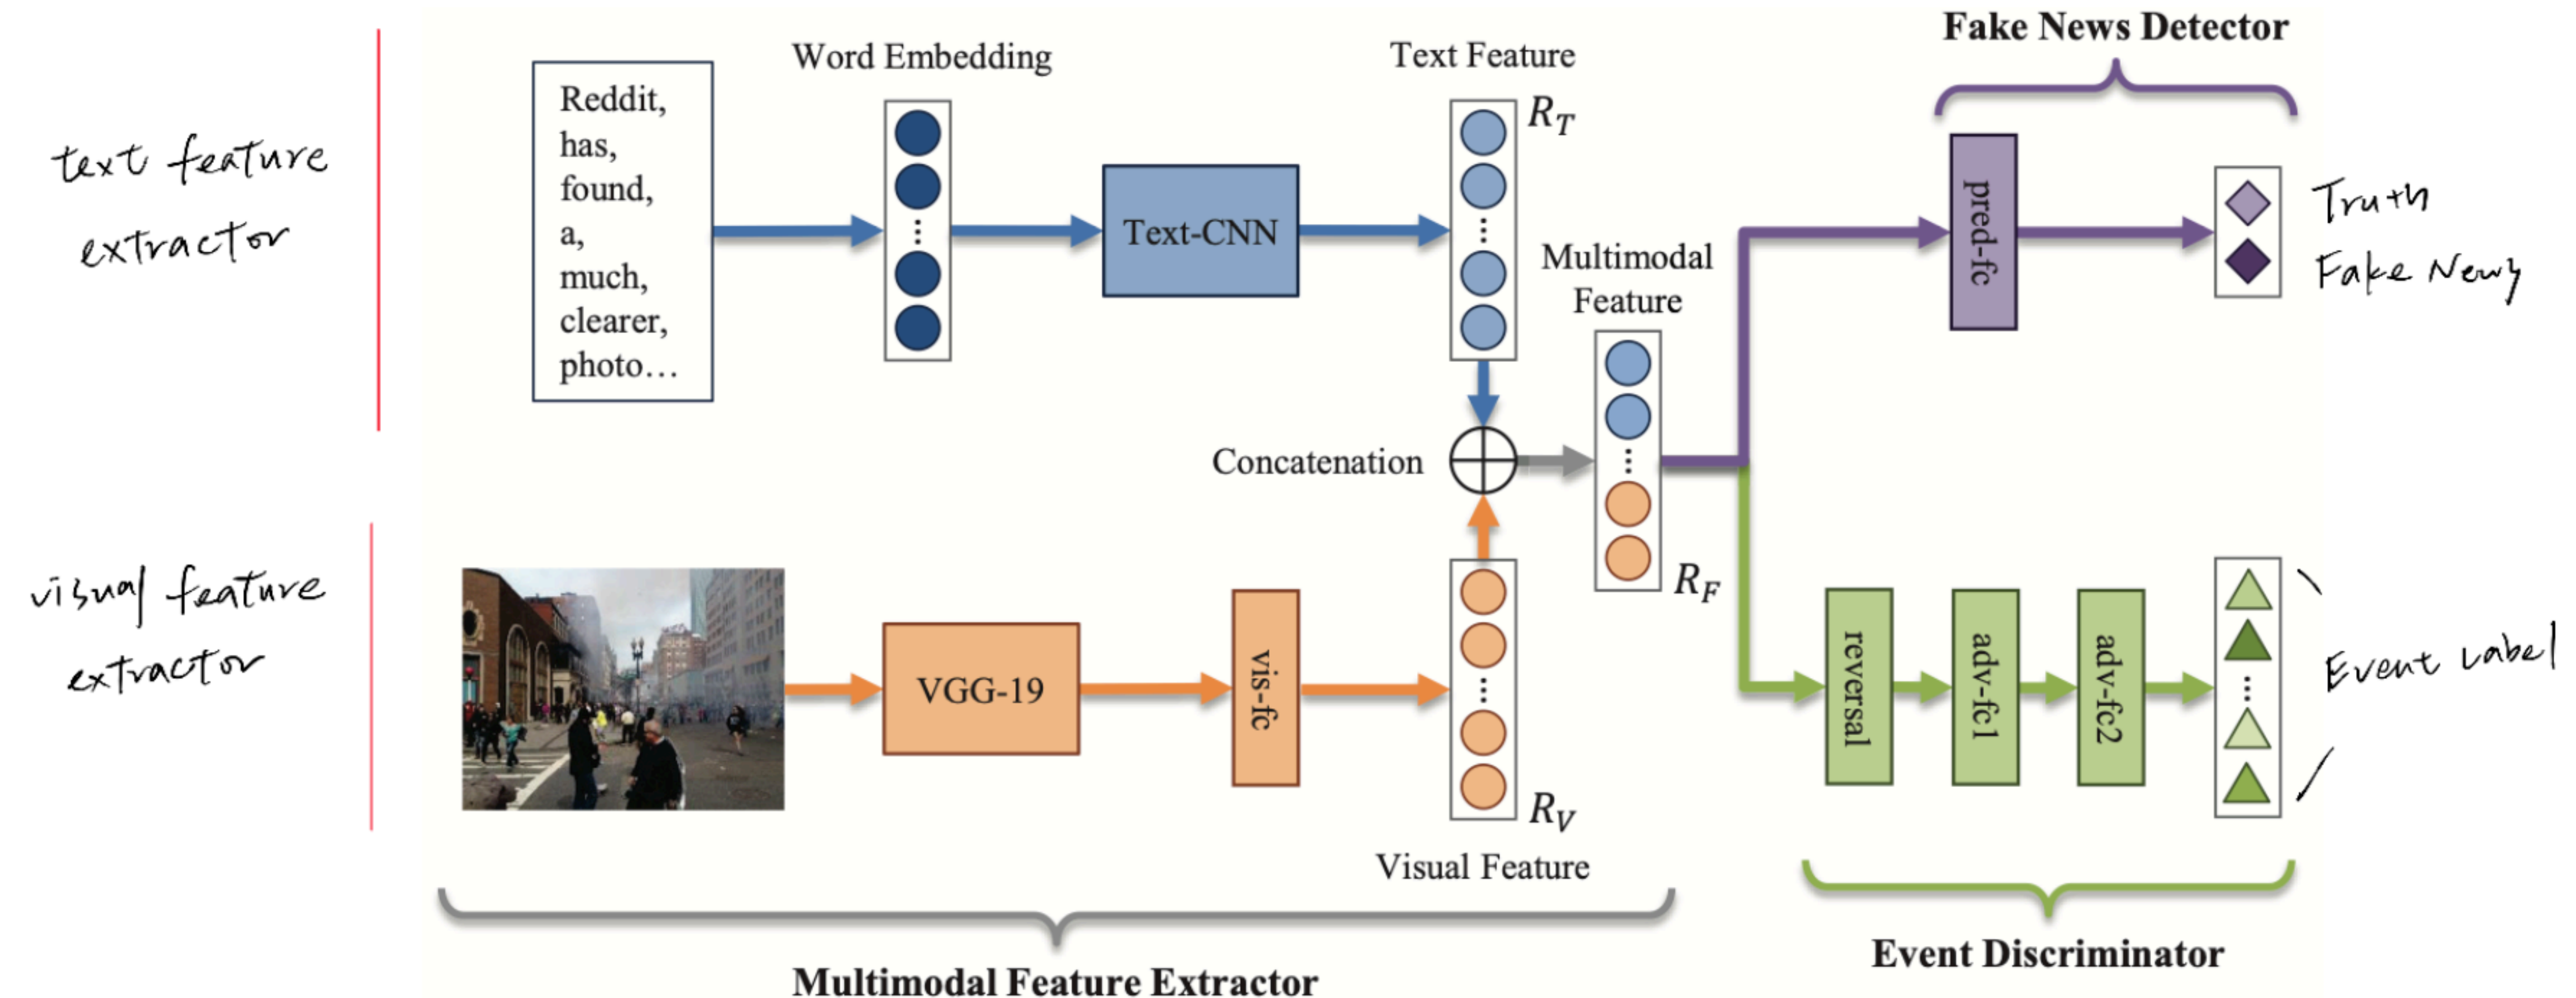 Fake News Detector
Word Embedding
Text Feature
Reddit,
has,
found,
a,
much,
clearer,
photo…
text feature
extractor
Text-CNN
R_T
pred-fc
Truth
Fake News
Multimodal
Feature
Concatenation
R_F
visual feature
extractor
VGG-19
vis-fc
R_V
Visual Feature
reversal
adv-fc1
adv-fc2
Event Label
Multimodal Feature Extractor
Event Discriminator